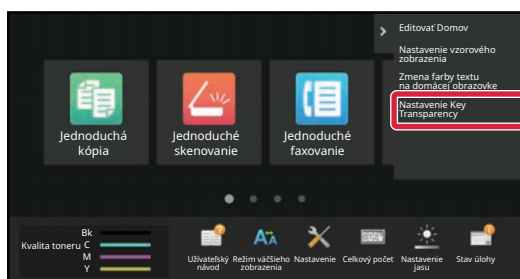 Editovať Domov
Nastavenie vzorového
zobrazenia
Zmena farby textu
na domácej obrazovke
Nastavenie Key
Transparency
Jednoduchá
kópia
Jednoduché
skenovanie
Jednoduché
faxovanie
Kvalita toneru
Bk
C
M
Y
Užívateľský
návod
Režim väčšieho
zobrazenia
Nastavenie
Celkový počet
Nastavenie
jasu
Stav úlohy